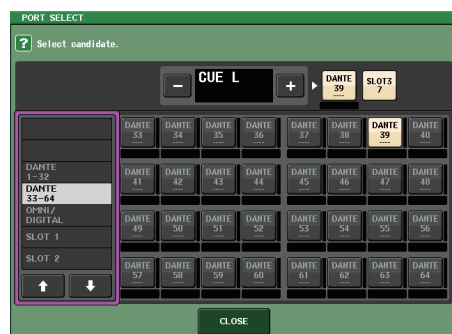 PORT SELECT
? Select candidate.
− CUE L + DANTE 39 ---- SLOT3 7
DANTE 33 ---- DANTE 34 ---- DANTE 35 ---- DANTE 36 ---- DANTE 37 ---- DANTE 38 ---- DANTE 39 ---- DANTE 40 ----
DANTE 1-32
DANTE 41 ---- DANTE 42 ---- DANTE 43 ---- DANTE 44 ---- DANTE 45 ---- DANTE 46 ---- DANTE 47 ---- DANTE 48 ----
DANTE 33-64
OMNI/DIGITAL
DANTE 49 ---- DANTE 50 ---- DANTE 51 ---- DANTE 52 ---- DANTE 53 ---- DANTE 54 ---- DANTE 55 ---- DANTE 56 ----
SLOT 1
SLOT 2
DANTE 57 ---- DANTE 58 ---- DANTE 59 ---- DANTE 60 ---- DANTE 61 ---- DANTE 62 ---- DANTE 63 ---- DANTE 64 ----
CLOSE